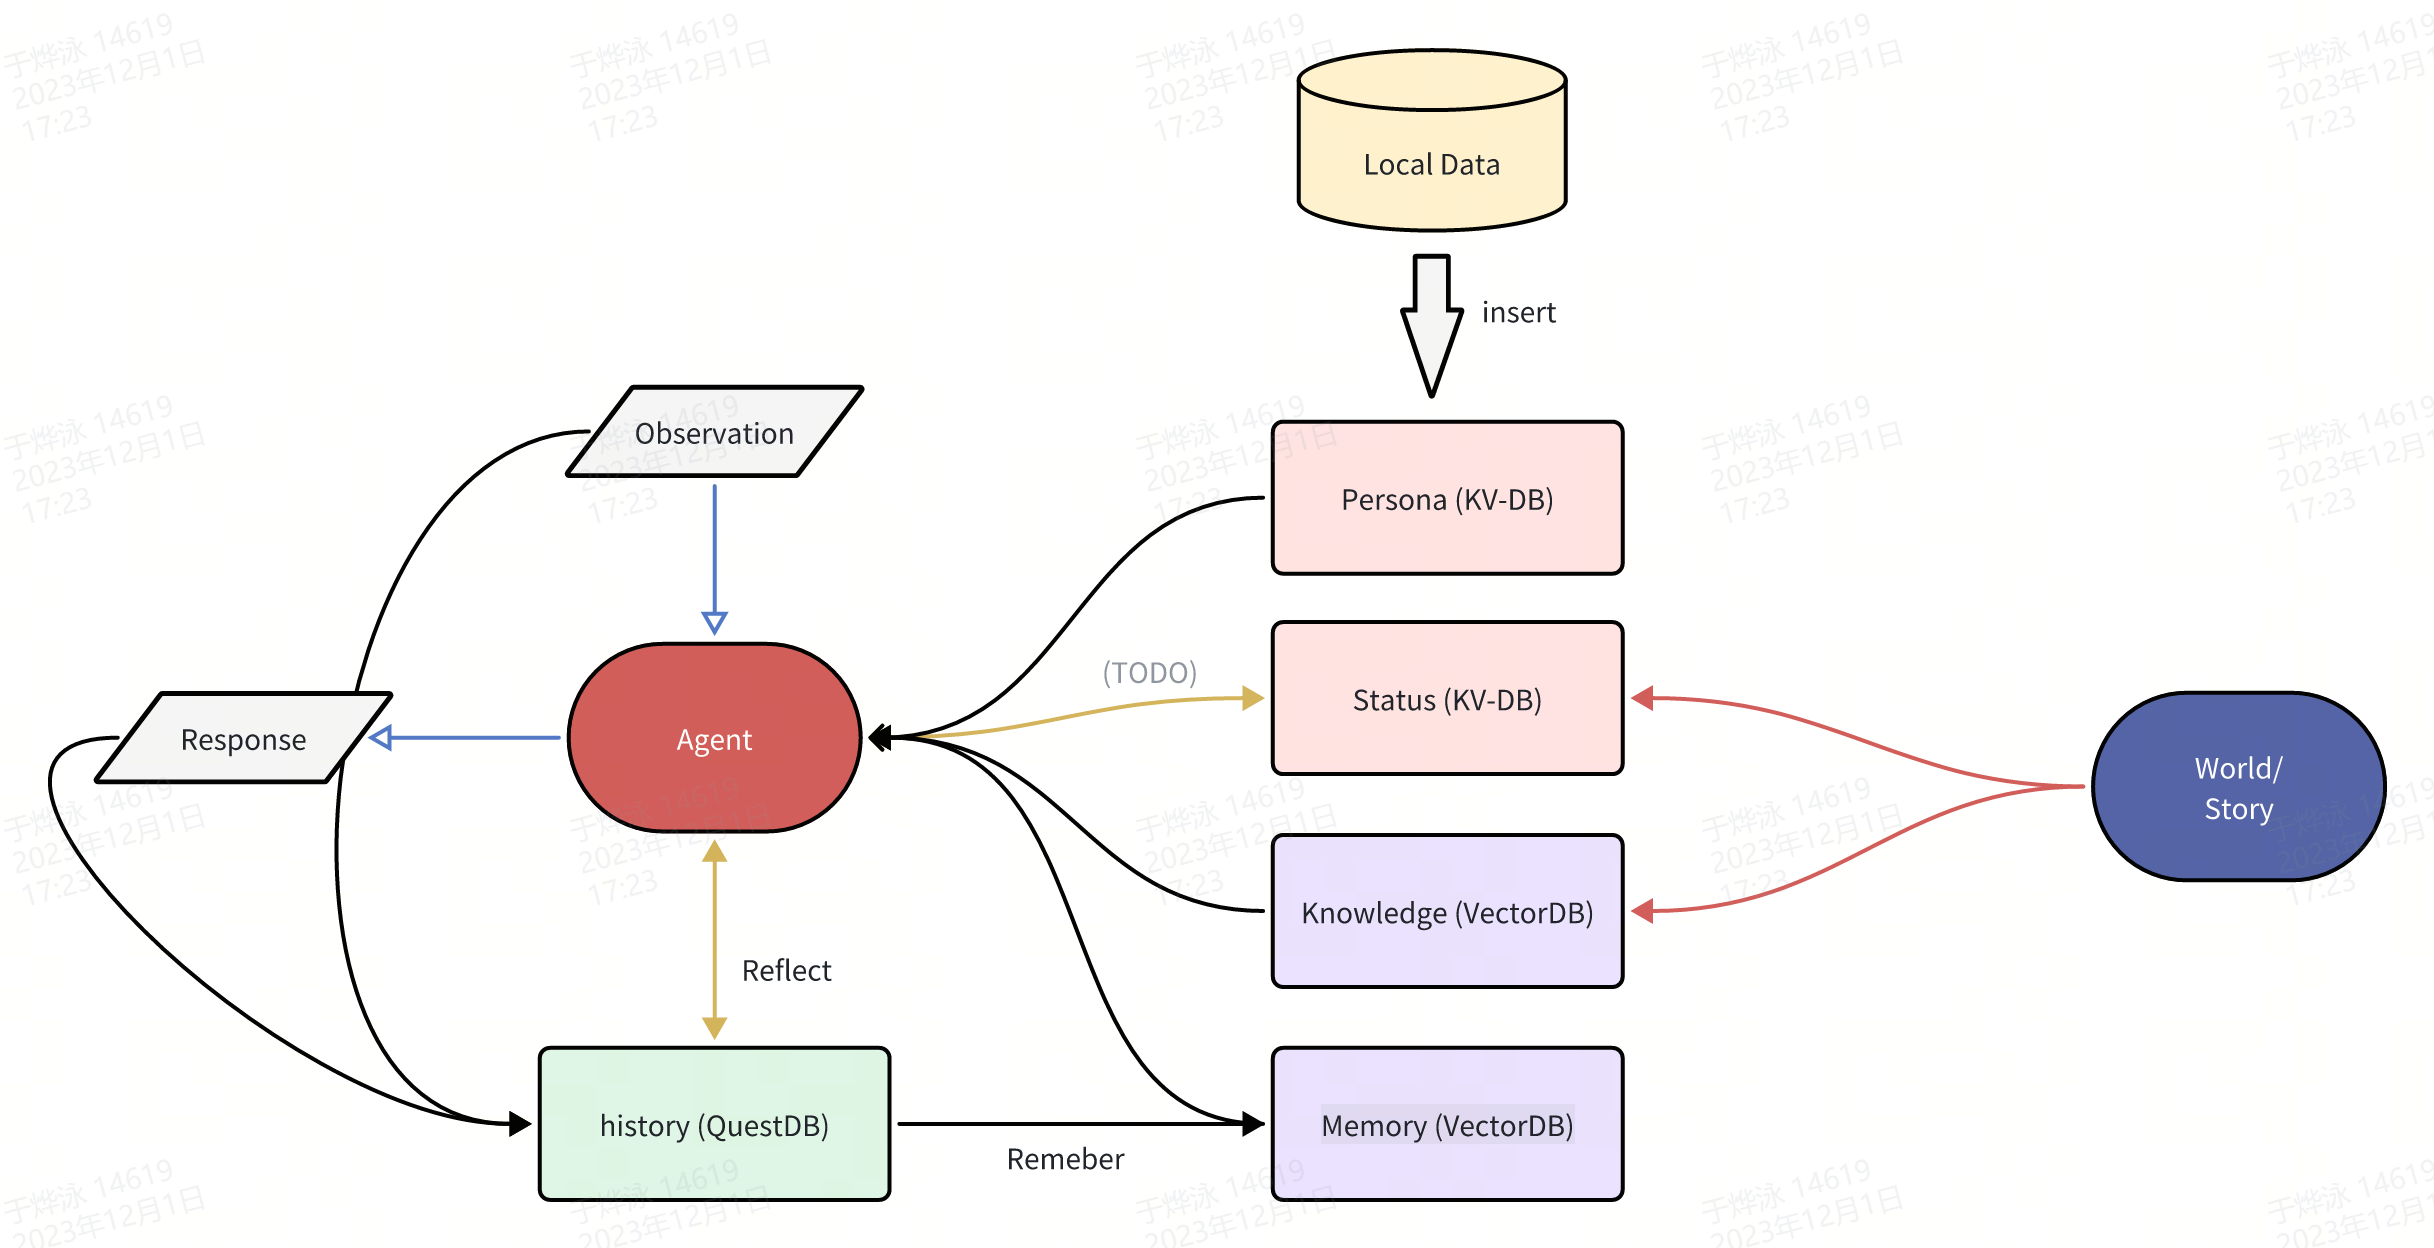 于烨泳 14619
2023年12月1日
17:23
Local Data
insert
Observation
Persona (KV-DB)
(TODO)
Status (KV-DB)
Response
Agent
World/
Story
Knowledge (VectorDB)
Reflect
history (QuestDB)
Remeber
Memory (VectorDB)